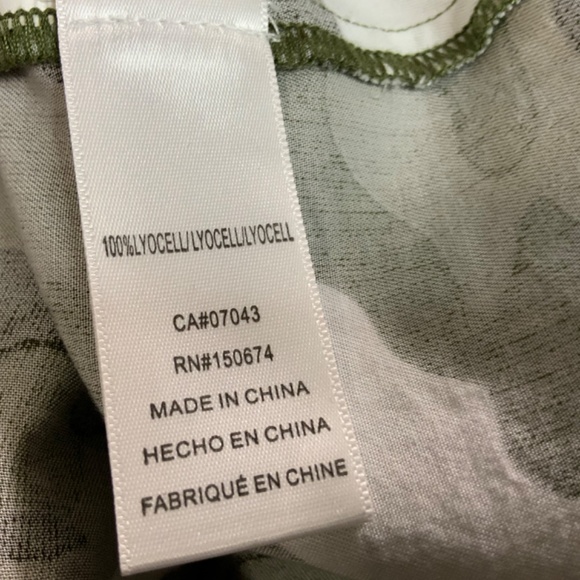 100%LYOCELL/LYOCELL/LYOCELL
CA#07043
RN#150674
MADE IN CHINA
HECHO EN CHINA
FABRIQUÉ EN CHINE